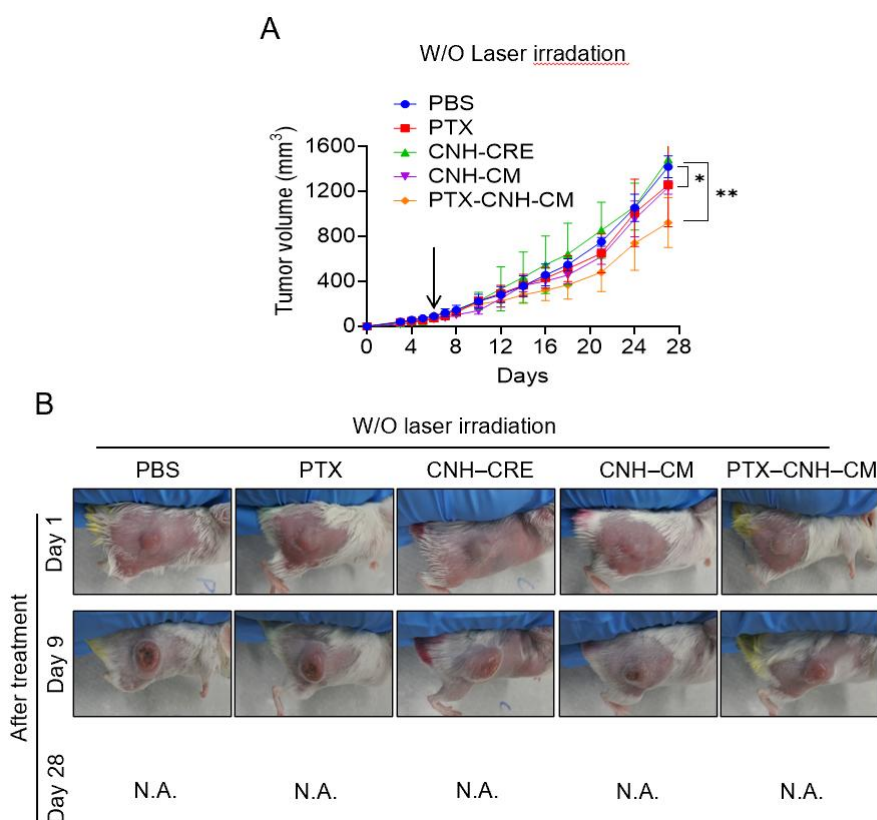 A
W/O Laser irradation
PBS
PTX
CNH-CRE
CNH-CM
PTX-CNH-CM
Tumor volume (mm³)
1600
1200
800
400
0
0 4 8 12 16 20 24 28
Days
*
**
B
W/O laser irradiation
PBS PTX CNH–CRE CNH–CM PTX–CNH–CM
After treatment
Day 1
Day 9
Day 28
N.A. N.A. N.A. N.A. N.A.